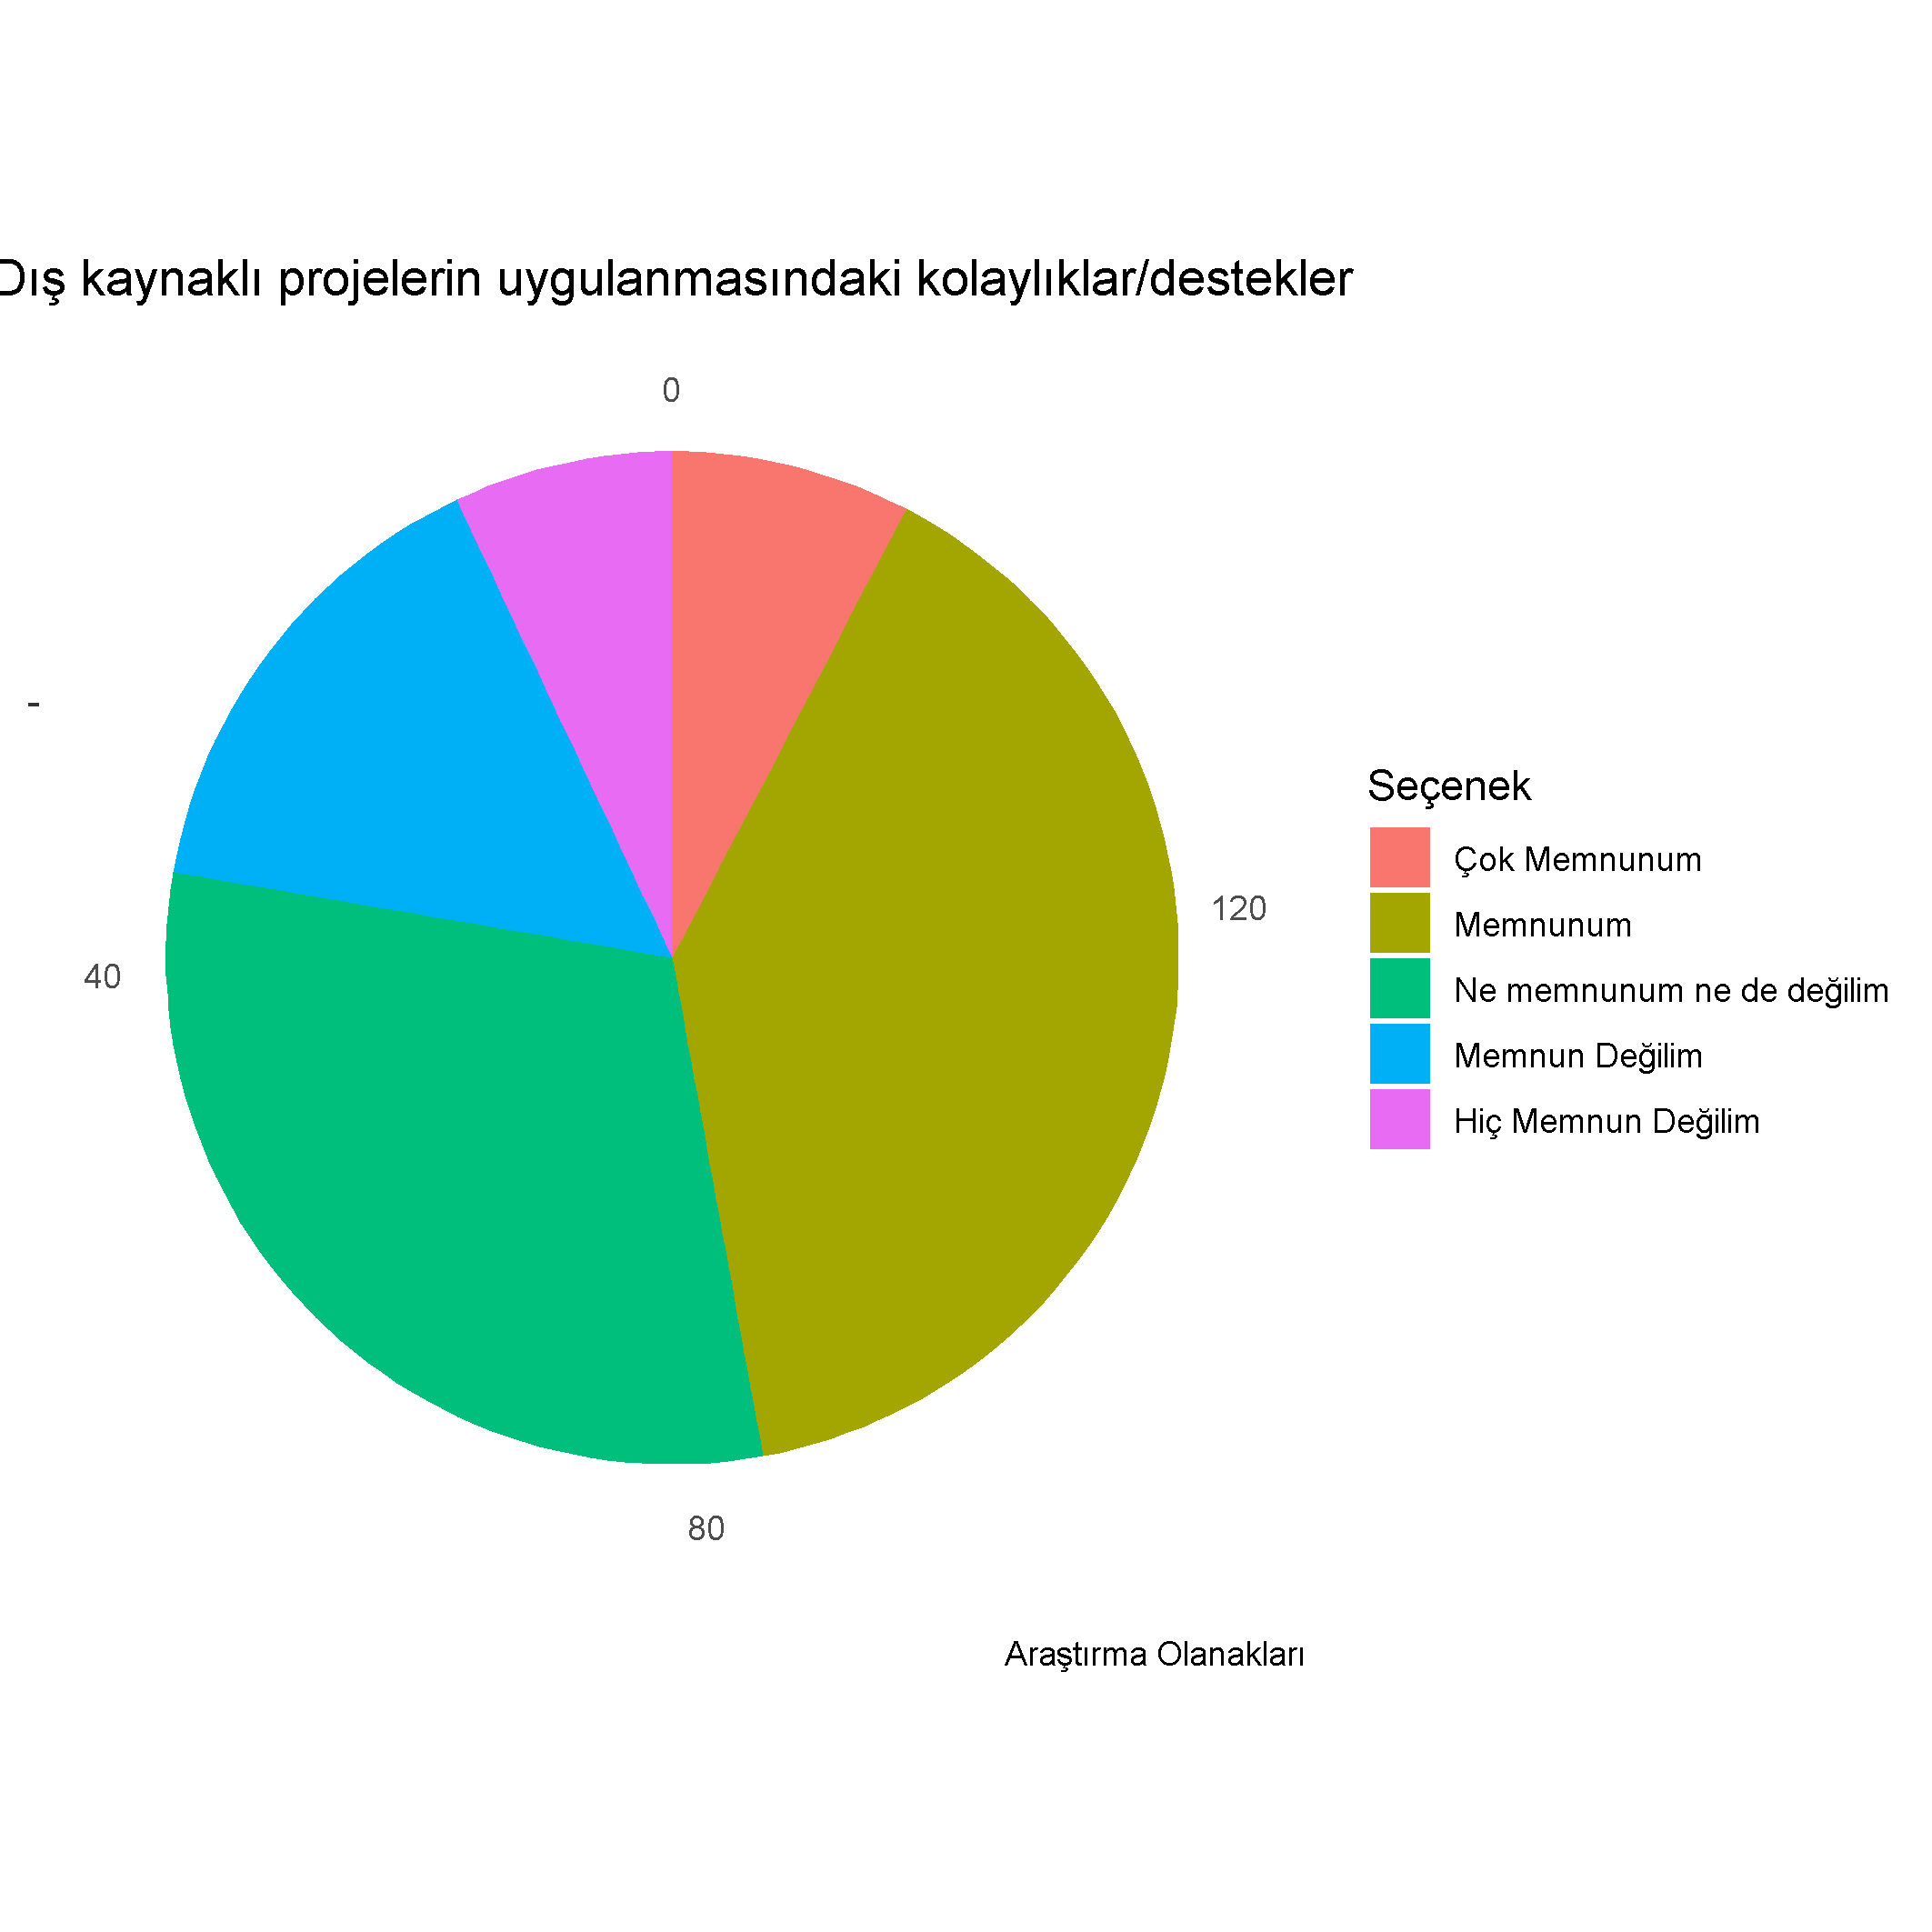 Dış kaynaklı projelerin uygulanmasındaki kolaylıklar/destekler
0
-
120
40
80
Seçenek
Çok Memnunum
Memnunum
Ne memnunum ne de değilim
Memnun Değilim
Hiç Memnun Değilim
Araştırma Olanakları